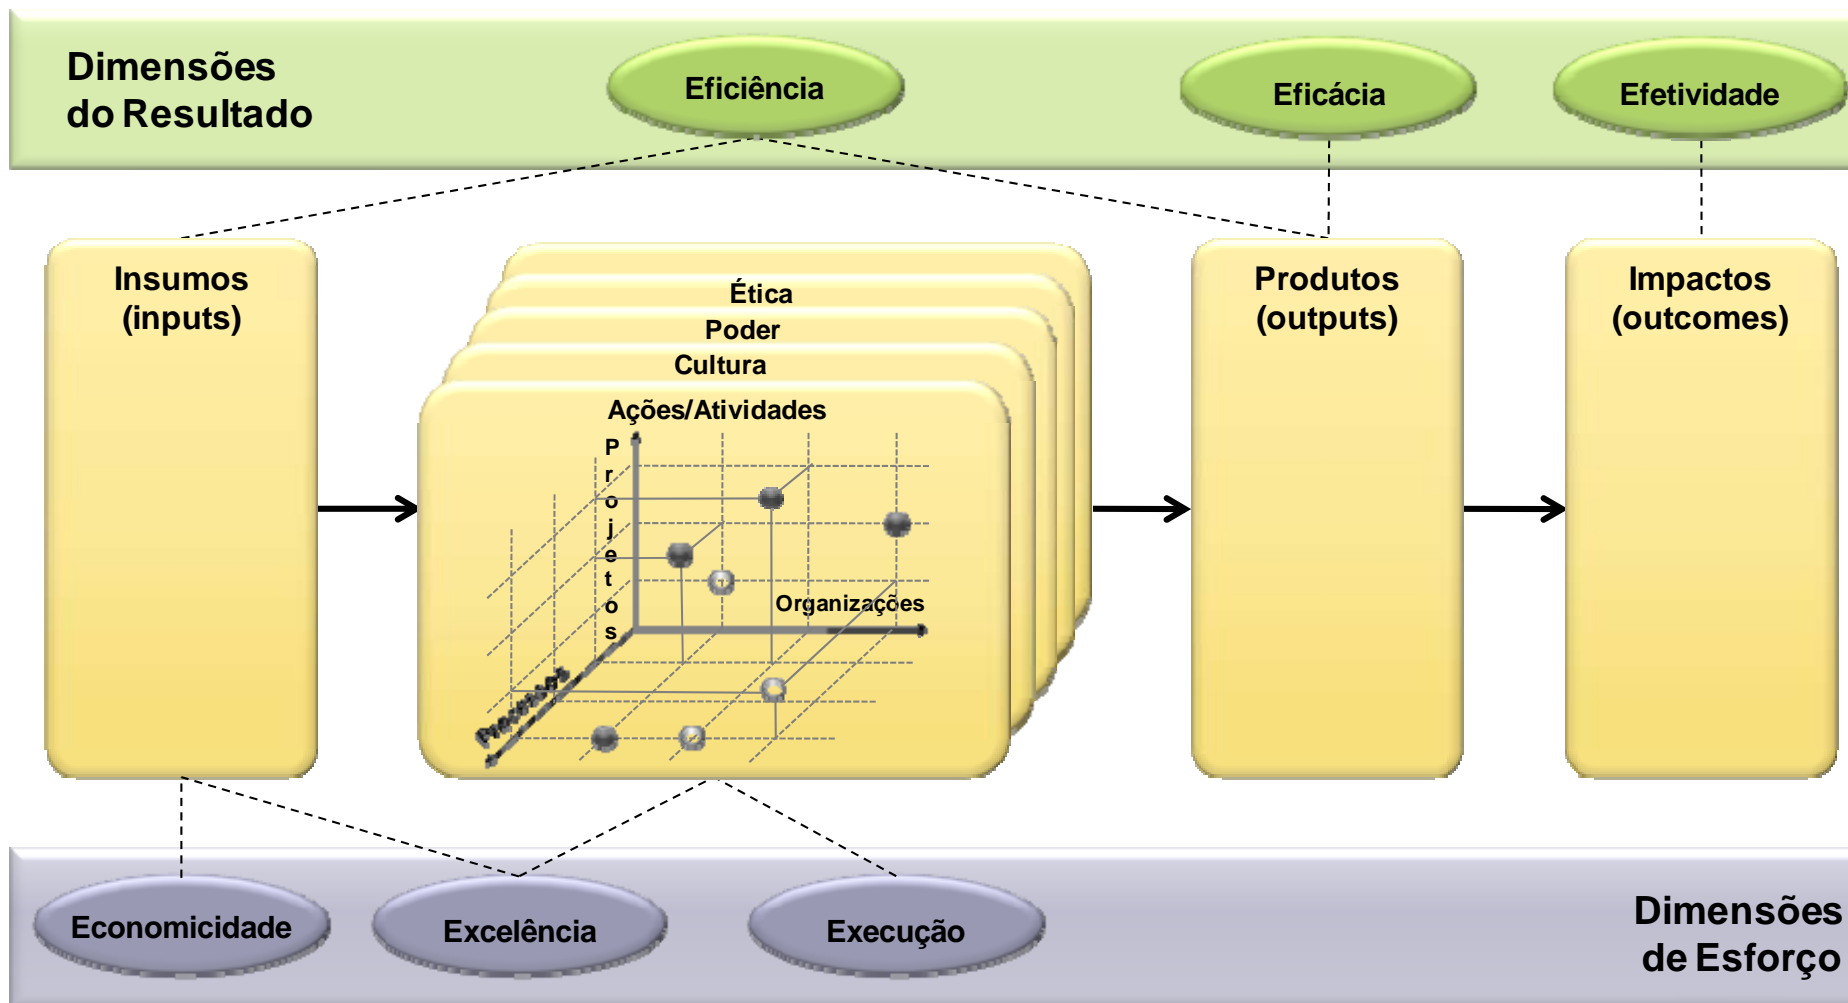 Dimensões
do Resultado
Eficiência
Eficácia
Efetividade
Insumos
(inputs)
Ética
Poder
Cultura
Ações/Atividades
Projetos
Organizações
Produtos
(outputs)
Impactos
(outcomes)
Economicidade
Excelência
Execução
Dimensões
de Esforço